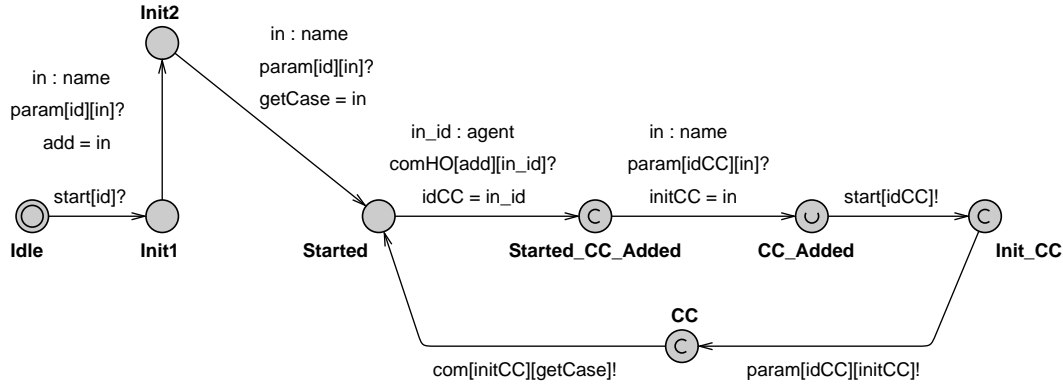 Init2
in : name
param[id][in]?
getCase = in
in : name
param[id][in]?
add = in
start[id]?
Idle
Init1
Started
in_id : agent
comHO[add][in_id]?
idCC = in_id
Started_CC_Added
in : name
param[idCC][in]?
initCC = in
CC_Added
start[idCC]!
Init_CC
CC
com[initCC][getCase]!
param[idCC][initCC]!